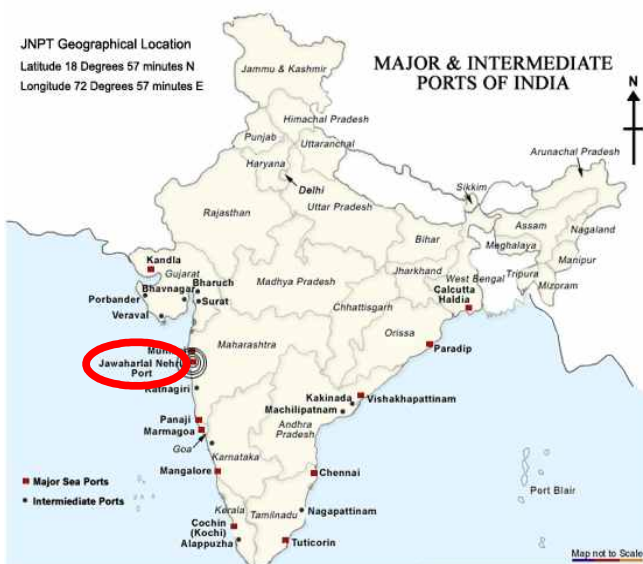 JNPT Geographical Location
Latitude 18 Degrees 57 minutes N
Longitude 72 Degrees 57 minutes E
MAJOR & INTERMEDIATE
PORTS OF INDIA
N
Jammu & Kashmir
Himachal Pradesh
Punjab
Uttaranchal
Haryana
Delhi
Arunachal Pradesh
Sikkim
Rajasthan
Uttar Pradesh
Assam
Nagaland
Bihar
Meghalaya
Manipur
Kandla
Gujarat
Jharkhand
West Bengal
Tripura
Mizoram
Bhavnagar
Bharuch
Madhya Pradesh
Calcutta
Haldia
Porbander
Surat
Chhattisgarh
Veraval
Orissa
Maharashtra
Paradip
Jawaharlal Nehru
Port
Ratnagiri
Kakinada
Vishakhapattinam
Machilipatnam
Andhra
Pradesh
Panaji
Marmagoa
Goa
Karnataka
Mangalore
Chennai
Major Sea Ports
Intermiediate Ports
Port Blair
Kerala
Tamilnadu
Nagapattinam
Cochin
(Kochi)
Alappuzha
Tuticorin
Map not to Scale